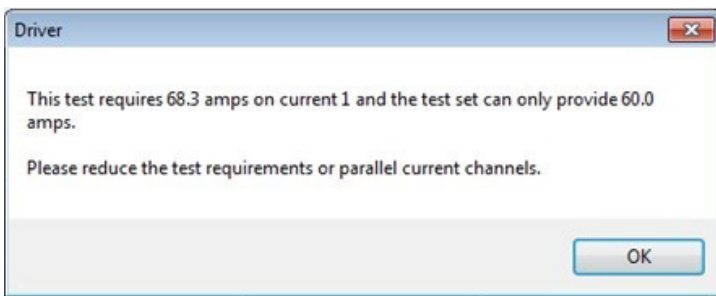 Driver
This test requires 68.3 amps on current 1 and the test set can only provide 60.0
amps.
Please reduce the test requirements or parallel current channels.
OK